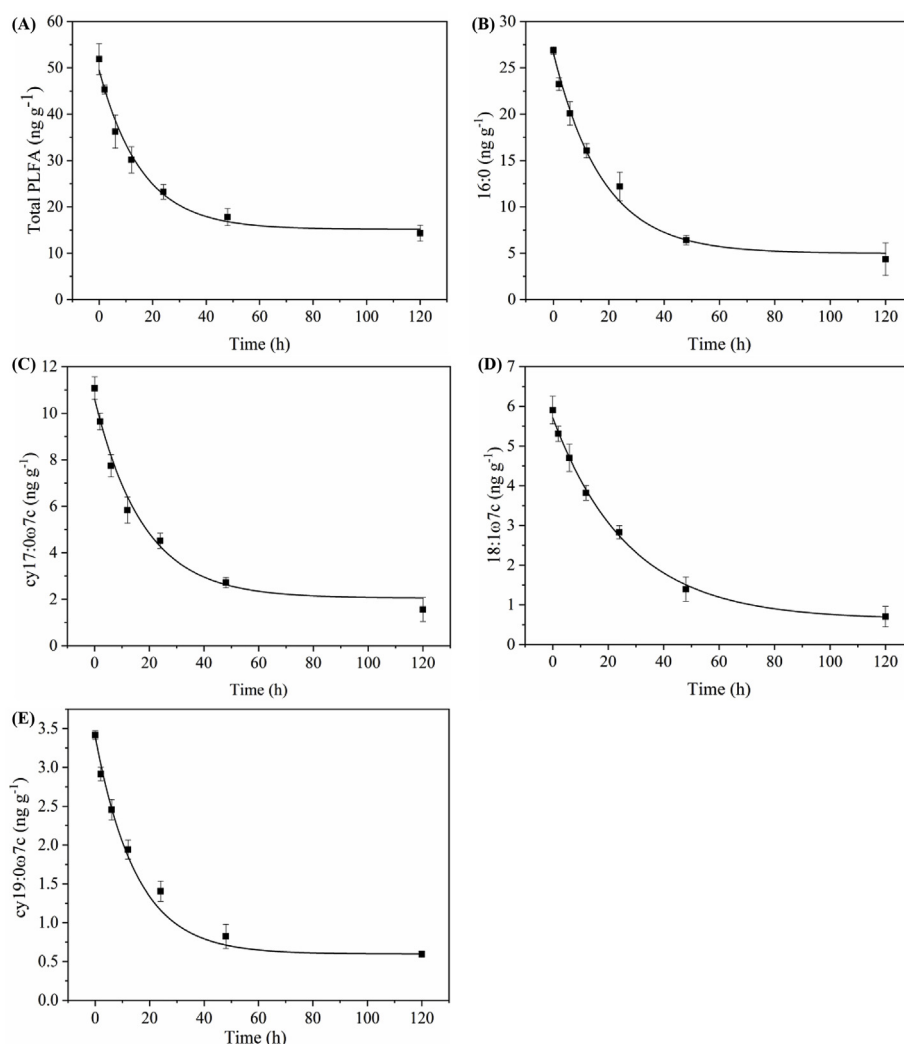 (A)
Total PLFA (ng g⁻¹)
60
50
40
30
20
10
0
0 20 40 60 80 100 120
Time (h)
(B)
16:0 (ng g⁻¹)
30
25
20
15
10
5
0
0 20 40 60 80 100 120
Time (h)
(C)
cy17:0ω7c (ng g⁻¹)
12
10
8
6
4
2
0
0 20 40 60 80 100 120
Time (h)
(D)
18:1ω7c (ng g⁻¹)
7
6
5
4
3
2
1
0
0 20 40 60 80 100 120
Time (h)
(E)
cy19:0ω7c (ng g⁻¹)
3.5
3.0
2.5
2.0
1.5
1.0
0.5
0.0
0 20 40 60 80 100 120
Time (h)